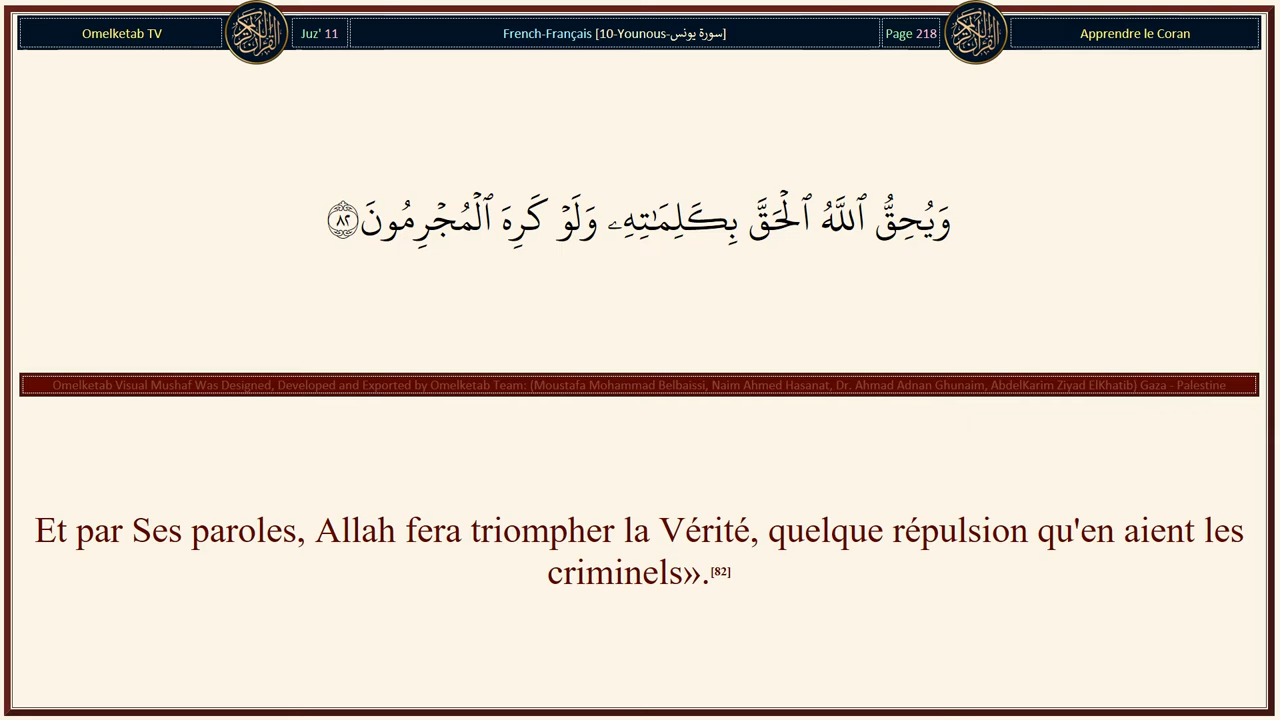 Omelketab TV
Juz' 11
French-Français [10-Younous-سورة يونس]
Page 218
Apprendre le Coran
وَيُحِقُّ ٱللَّهُ ٱلْحَقَّ بِكَلِمَـٰتِهِۦ وَلَوْ كَرِهَ ٱلْمُجْرِمُونَ ٨٢
Omelketab Visual Mushaf Was Designed, Developed and Exported by Omelketab Team: (Moustafa Mohammad Belbaissi, Naim Ahmed Hasanat, Dr. Ahmad Adnan Ghunaim, AbdelKarim Ziyad ElKhatib) Gaza - Palestine
Et par Ses paroles, Allah fera triompher la Vérité, quelque répulsion qu'en aient les
criminels».[82]